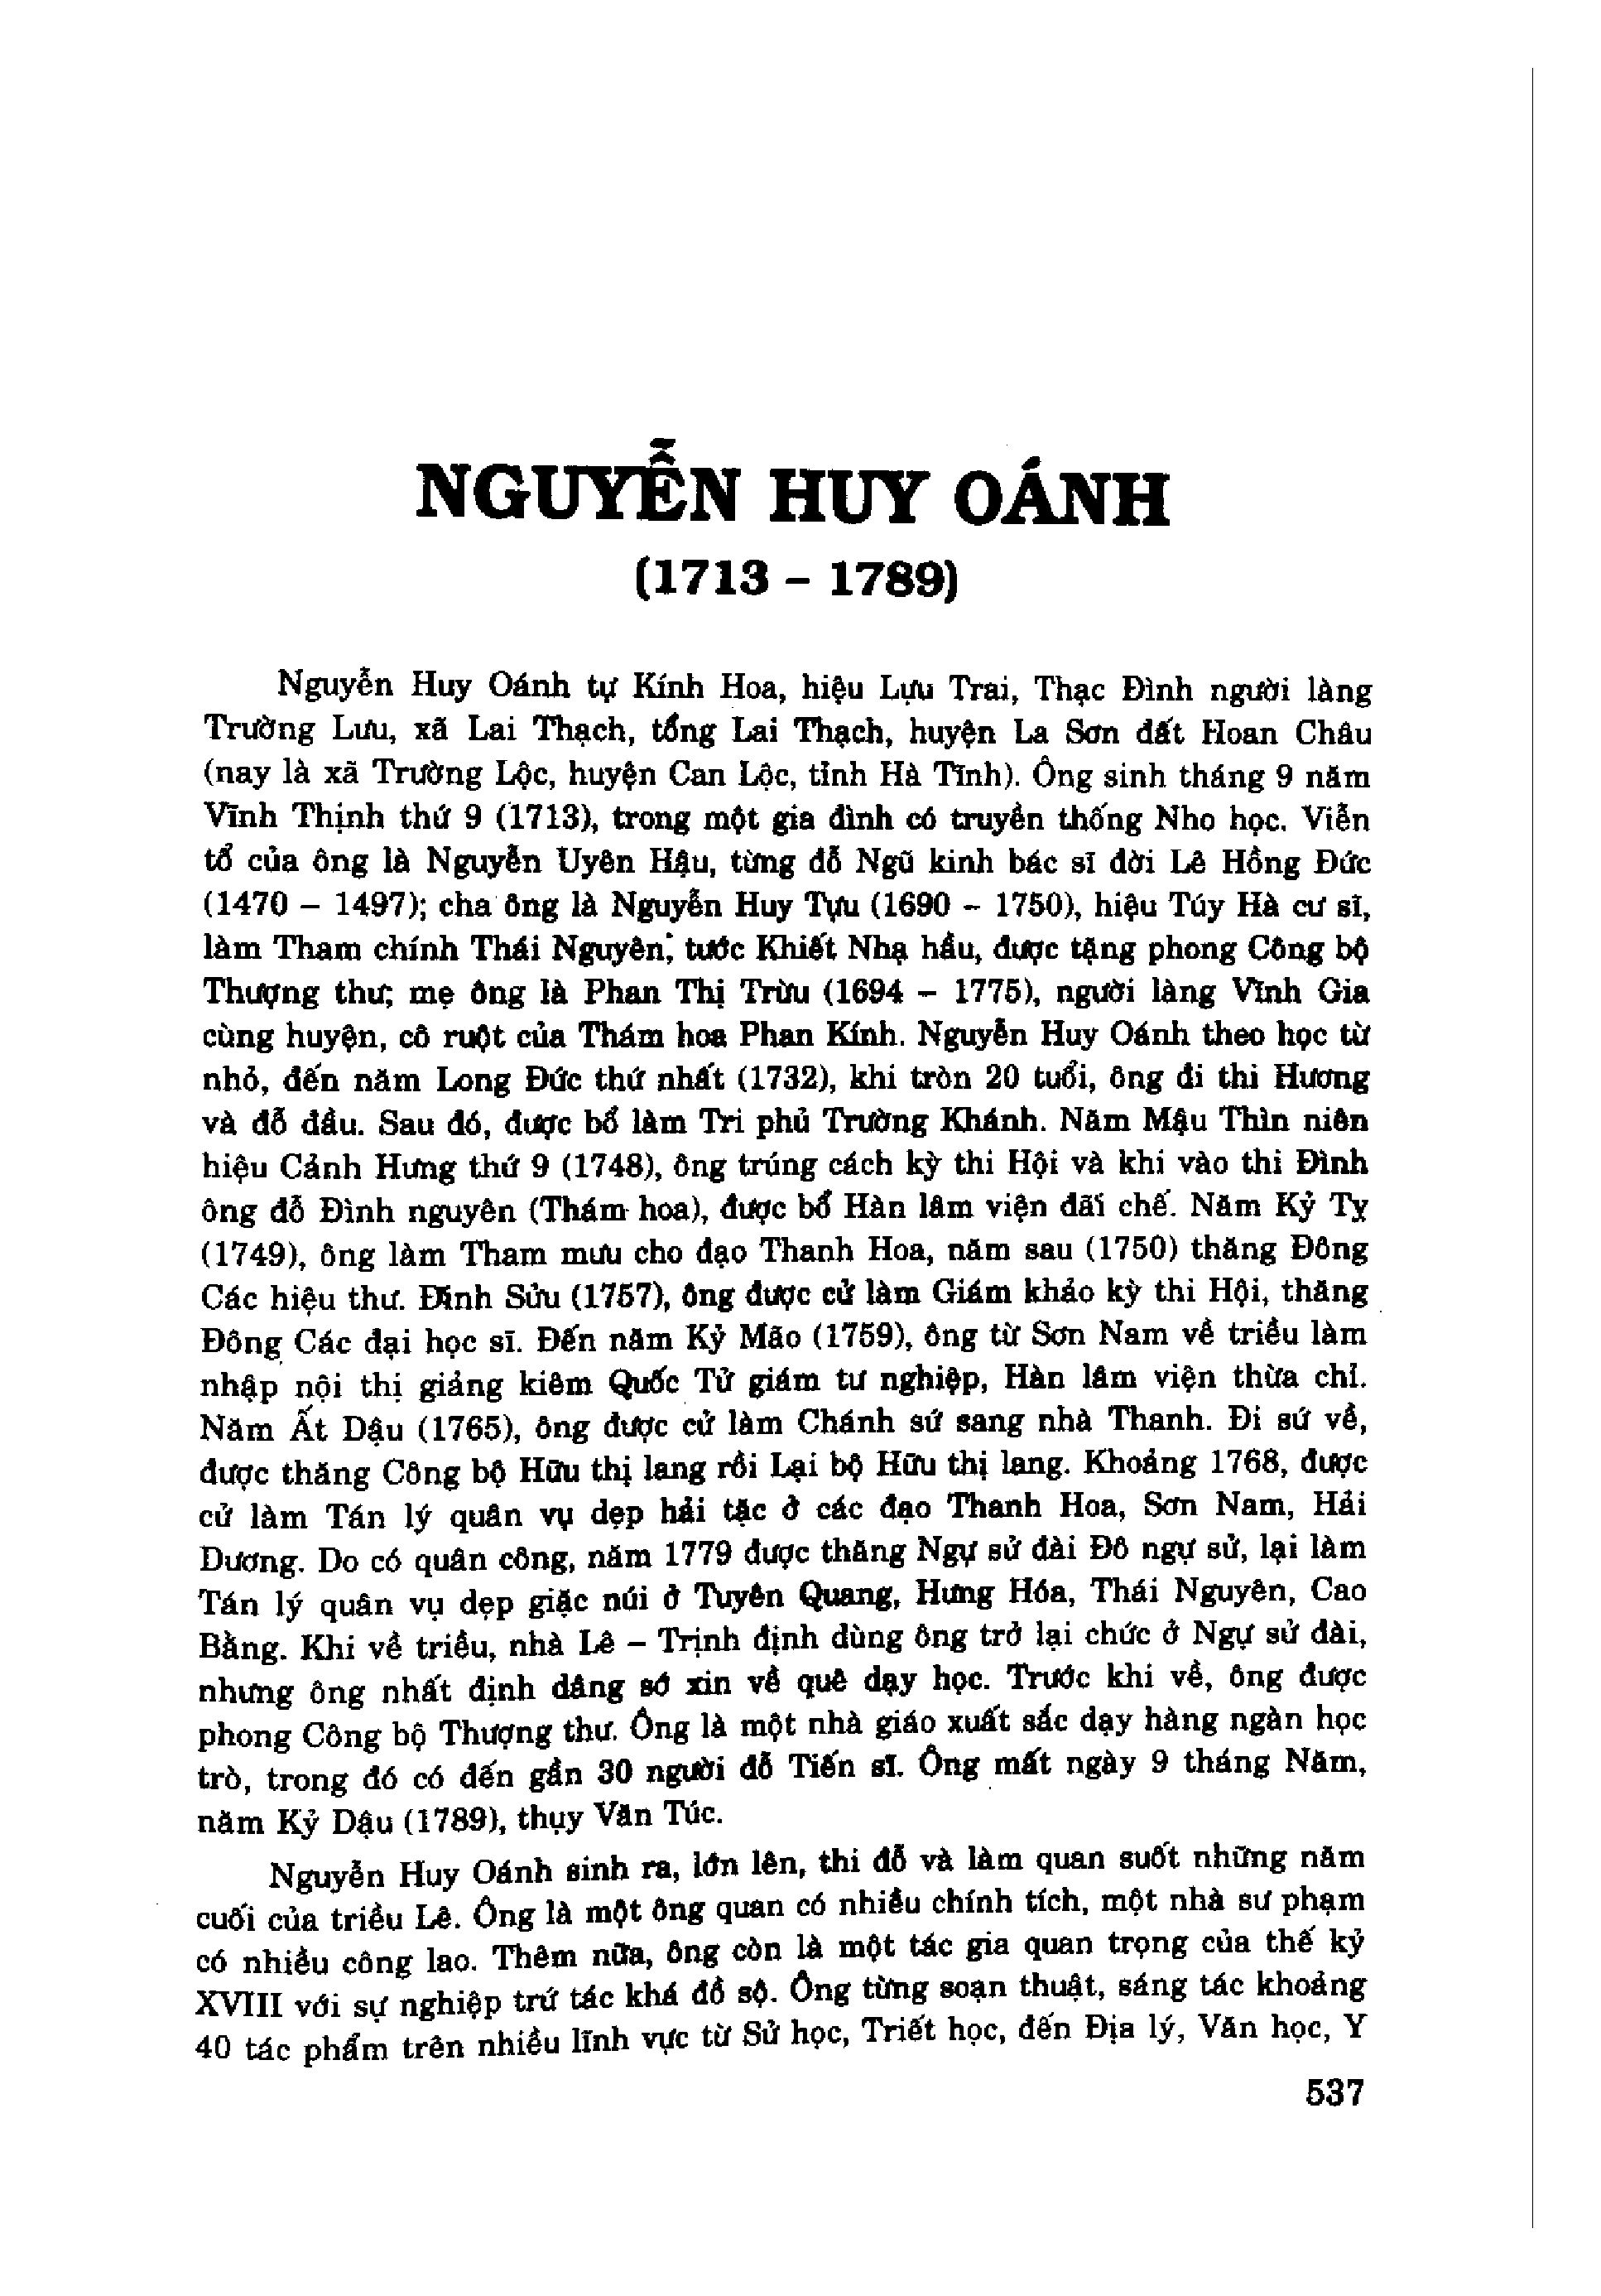 NGUYỄN HUY OÁNH
(1713 – 1789)
Nguyễn Huy Oánh tự Kính Hoa, hiệu Lựu Trai, Thạc Đình người làng
Trường Lưu, xã Lai Thạch, tổng Lai Thạch, huyện La Sơn đất Hoan Châu
(nay là xã Trường Lộc, huyện Can Lộc, tỉnh Hà Tĩnh). Ông sinh tháng 9 năm
Vĩnh Thịnh thứ 9 (1713), trong một gia đình có truyền thống Nho học. Viễn
tổ của ông là Nguyễn Uyên Hậu, từng đỗ Ngũ kinh bác sĩ đời Lê Hồng Đức
(1470 – 1497); cha ông là Nguyễn Huy Tựu (1690 – 1750), hiệu Túy Hà cư sĩ,
làm Tham chính Thái Nguyên, tước Khiết Nhạ hầu, được tặng phong Công bộ
Thượng thư; mẹ ông là Phan Thị Trừu (1694 – 1775), người làng Vĩnh Gia
cùng huyện, cô ruột của Thám hoa Phan Kính. Nguyễn Huy Oánh theo học từ
nhỏ, đến năm Long Đức thứ nhất (1732), khi tròn 20 tuổi, ông đi thi Hương
và đỗ đầu. Sau đó, được bổ làm Tri phủ Trường Khánh. Năm Mậu Thìn niên
hiệu Cảnh Hưng thứ 9 (1748), ông trúng cách kỳ thi Hội và khi vào thi Đình
ông đỗ Đình nguyên (Thám hoa), được bổ Hàn lâm viện đãi chế. Năm Kỷ Tỵ
(1749), ông làm Tham mưu cho đạo Thanh Hoa, năm sau (1750) thăng Đông
Các hiệu thư. Đinh Sửu (1757), ông được cử làm Giám khảo kỳ thi Hội, thăng
Đông Các đại học sĩ. Đến năm Kỷ Mão (1759), ông từ Sơn Nam về triều làm
nhập nội thị giảng kiêm Quốc Tử giám tư nghiệp, Hàn lâm viện thừa chỉ.
Năm Ất Dậu (1765), ông được cử làm Chánh sứ sang nhà Thanh. Đi sứ về,
được thăng Công bộ Hữu thị lang rồi Lại bộ Hữu thị lang. Khoảng 1768, được
cử làm Tán lý quân vụ dẹp hải tặc ở các đạo Thanh Hoa, Sơn Nam, Hải
Dương. Do có quân công, năm 1779 được thăng Ngự sử đài Đô ngự sử, lại làm
Tán lý quân vụ dẹp giặc núi ở Tuyên Quang, Hưng Hóa, Thái Nguyên, Cao
Bằng. Khi về triều, nhà Lê – Trịnh định dùng ông trở lại chức ở Ngự sử đài,
nhưng ông nhất định dâng sớ xin về quê dạy học. Trước khi về, ông được
phong Công bộ Thượng thư. Ông là một nhà giáo xuất sắc dạy hàng ngàn học
trò, trong đó có đến gần 30 người đỗ Tiến sĩ. Ông mất ngày 9 tháng Năm,
năm Kỷ Dậu (1789), thụy Văn Túc.
Nguyễn Huy Oánh sinh ra, lớn lên, thi đỗ và làm quan suốt những năm
cuối của triều Lê. Ông là một ông quan có nhiều chính tích, một nhà sư phạm
có nhiều công lao. Thêm nữa, ông còn là một tác gia quan trọng của thế kỷ
XVIII với sự nghiệp trứ tác khá đồ sộ. Ông từng soạn thuật, sáng tác khoảng
40 tác phẩm trên nhiều lĩnh vực từ Sử học, Triết học, đến Địa lý, Văn học, Y
537